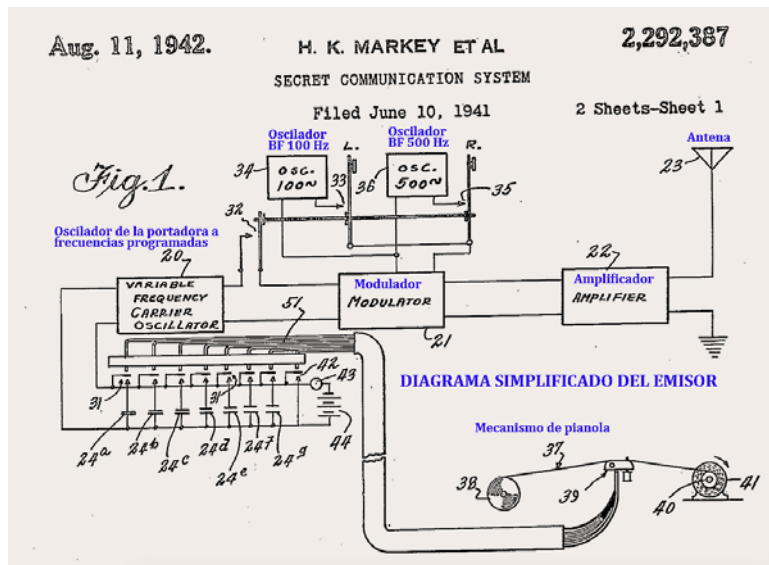 Aug. 11, 1942.
H. K. MARKEY ET AL
2,292,387
SECRET COMMUNICATION SYSTEM
Filed June 10, 1941
2 Sheets-Sheet 1
Fig.1.
Oscilador
BF 100 Hz
L.
Oscilador
BF 500 Hz
R.
Antena
23
34
OSC.
100~
33
36
OSC.
500~
35
32
Oscilador de la portadora a
frecuencias programadas
20
VARIABLE
FREQUENCY
CARRIER
OSCILLATOR
Modulador
MODULATOR
21
22
Amplificador
AMPLIFIER
51
42
43
31
31
44
24a
24b
24c
24d
24e
24f
24g
DIAGRAMA SIMPLIFICADO DEL EMISOR
Mecanismo de pianola
37
38
39
40
41